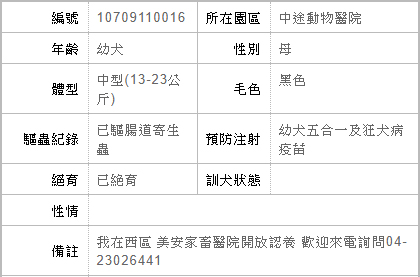 編號 10709110016 所在園區 中途動物醫院
年齡 幼犬 性別 母
體型 中型(13-23公斤) 毛色 黑色
驅蟲紀錄 已驅腸道寄生蟲 預防注射 幼犬五合一及狂犬病疫苗
絕育 已絕育 訓犬狀態
性情
備註 我在西區 美安家畜醫院開放認養 歡迎來電詢問04-23026441